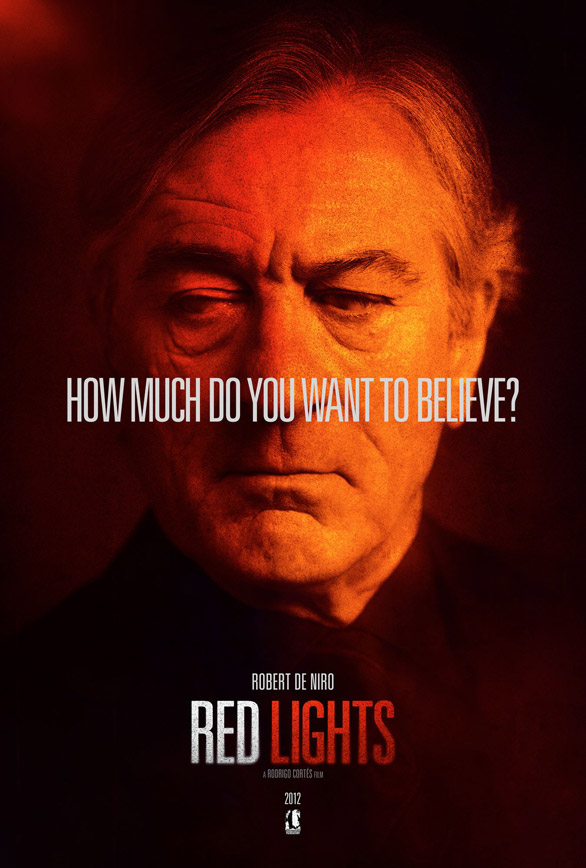 HOW MUCH DO YOU WANT TO BELIEVE?
ROBERT DE NIRO
RED LIGHTS
A RODRIGO CORTÉS FILM
2012